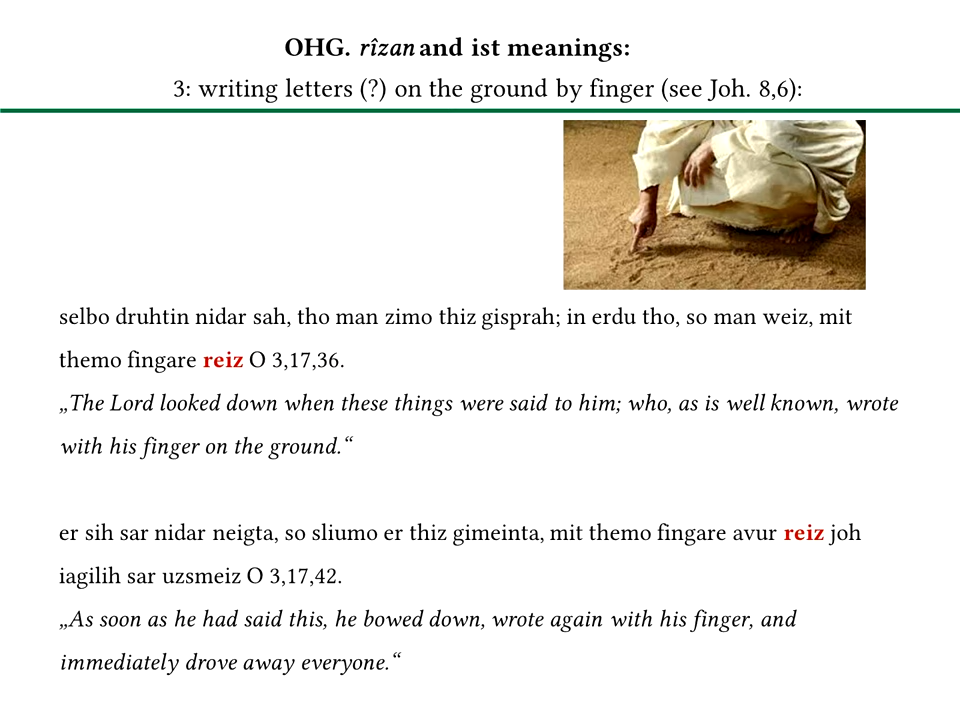 OHG. rîzan and ist meanings:
3: writing letters (?) on the ground by finger (see Joh. 8,6):
selbo druhtin nidar sah, tho man zimo thiz gisprah; in erdu tho, so man weiz, mit
themo fingare reiz O 3,17,36.
„The Lord looked down when these things were said to him; who, as is well known, wrote
with his finger on the ground.“
er sih sar nidar neigta, so sliumo er thiz gimeinta, mit themo fingare avur reiz joh
iagilih sar uzsmeiz O 3,17,42.
„As soon as he had said this, he bowed down, wrote again with his finger, and
immediately drove away everyone.“